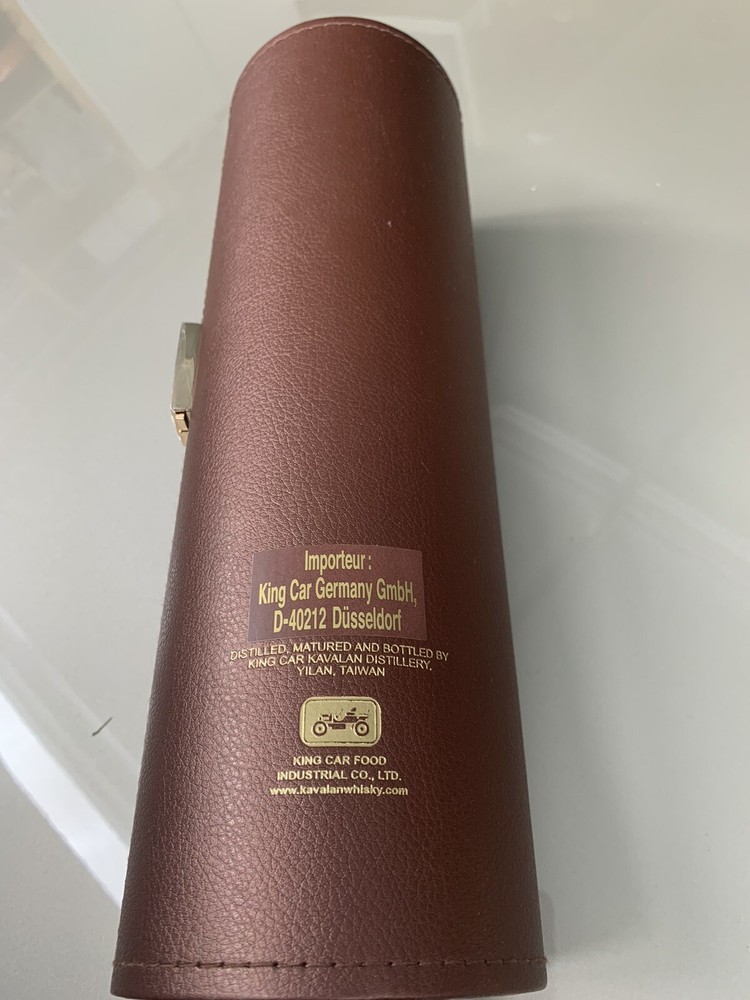 Importeur :
King Car Germany GmbH,
D-40212 Düsseldorf
DISTILLED, MATURED AND BOTTLED BY
KING CAR KAVALAN DISTILLERY,
YILAN, TAIWAN
KING CAR FOOD
INDUSTRIAL CO., LTD.
www.kavalanwhisky.com